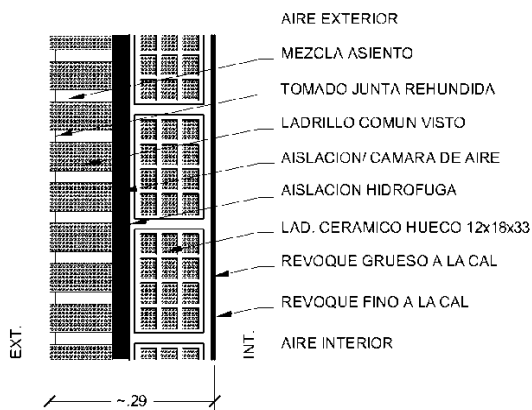 AIRE EXTERIOR
MEZCLA ASIENTO
TOMADO JUNTA REHUNDIDA
LADRILLO COMUN VISTO
AISLACION/ CAMARA DE AIRE
AISLACION HIDROFUGA
LAD. CERAMICO HUECO 12x18x33
REVOQUE GRUESO A LA CAL
REVOQUE FINO A LA CAL
AIRE INTERIOR
EXT.
INT.
~.29